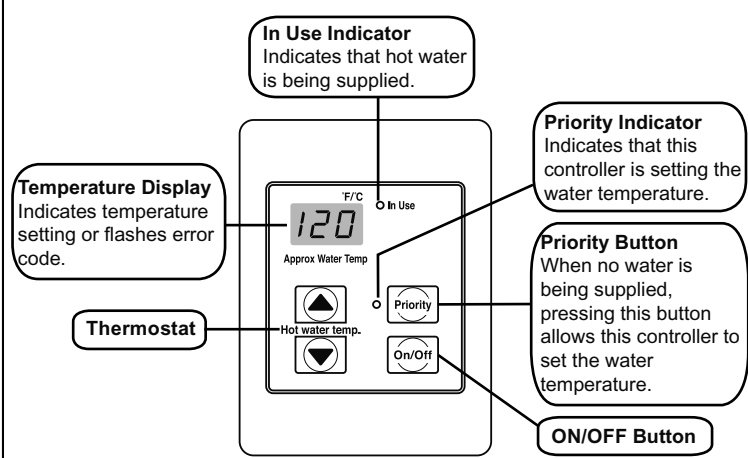 In Use Indicator
Indicates that hot water
is being supplied.
Priority Indicator
Indicates that this
controller is setting the
water temperature.
Temperature Display
Indicates temperature
setting or flashes error
code.
°F/°C
120
In Use
Approx Water Temp
Priority Button
When no water is
being supplied,
pressing this button
allows this controller to
set the water
temperature.
Thermostat
Priority
Hot water temp.
On/Off
ON/OFF Button